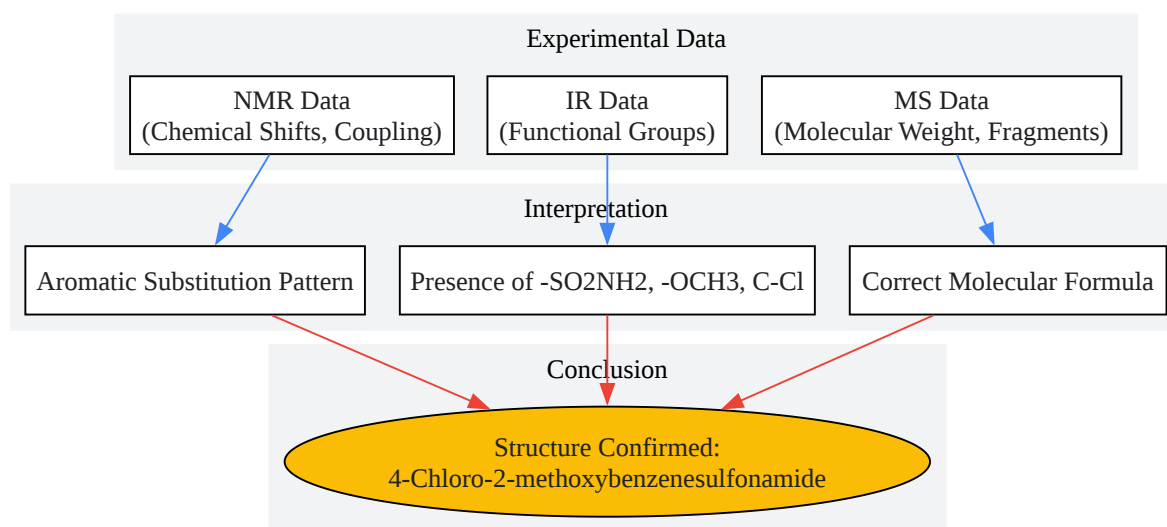 Experimental Data
NMR Data
(Chemical Shifts, Coupling)
IR Data
(Functional Groups)
MS Data
(Molecular Weight, Fragments)
Interpretation
Aromatic Substitution Pattern
Presence of -SO2NH2, -OCH3, C-Cl
Correct Molecular Formula
Conclusion
Structure Confirmed:
4-Chloro-2-methoxybenzenesulfonamide